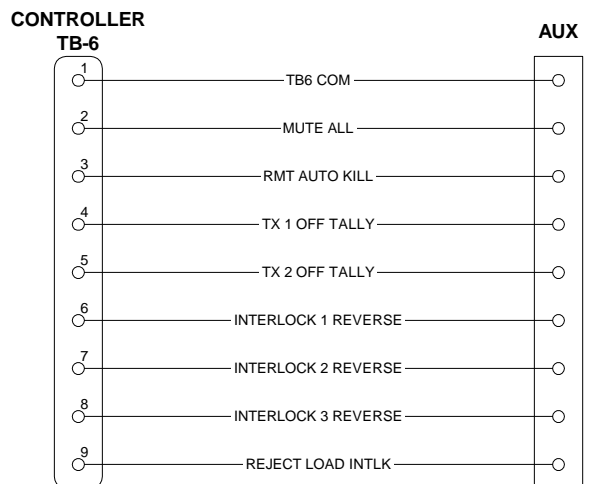 CONTROLLER
TB-6
AUX
1 TB6 COM
2 MUTE ALL
3 RMT AUTO KILL
4 TX 1 OFF TALLY
5 TX 2 OFF TALLY
6 INTERLOCK 1 REVERSE
7 INTERLOCK 2 REVERSE
8 INTERLOCK 3 REVERSE
9 REJECT LOAD INTLK